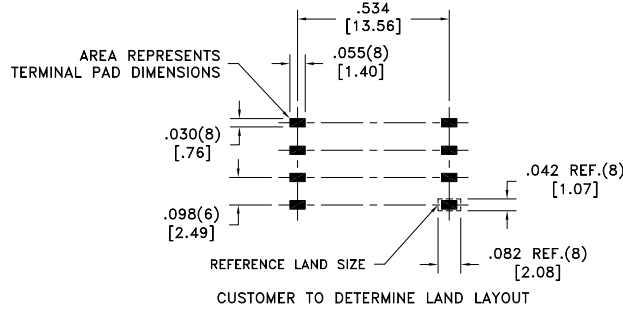 .534
[13.56]
AREA REPRESENTS
TERMINAL PAD DIMENSIONS
.055(8)
[1.40]
.030(8)
[.76]
.042 REF.(8)
[1.07]
.098(6)
[2.49]
REFERENCE LAND SIZE
.082 REF.(8)
[2.08]
CUSTOMER TO DETERMINE LAND LAYOUT